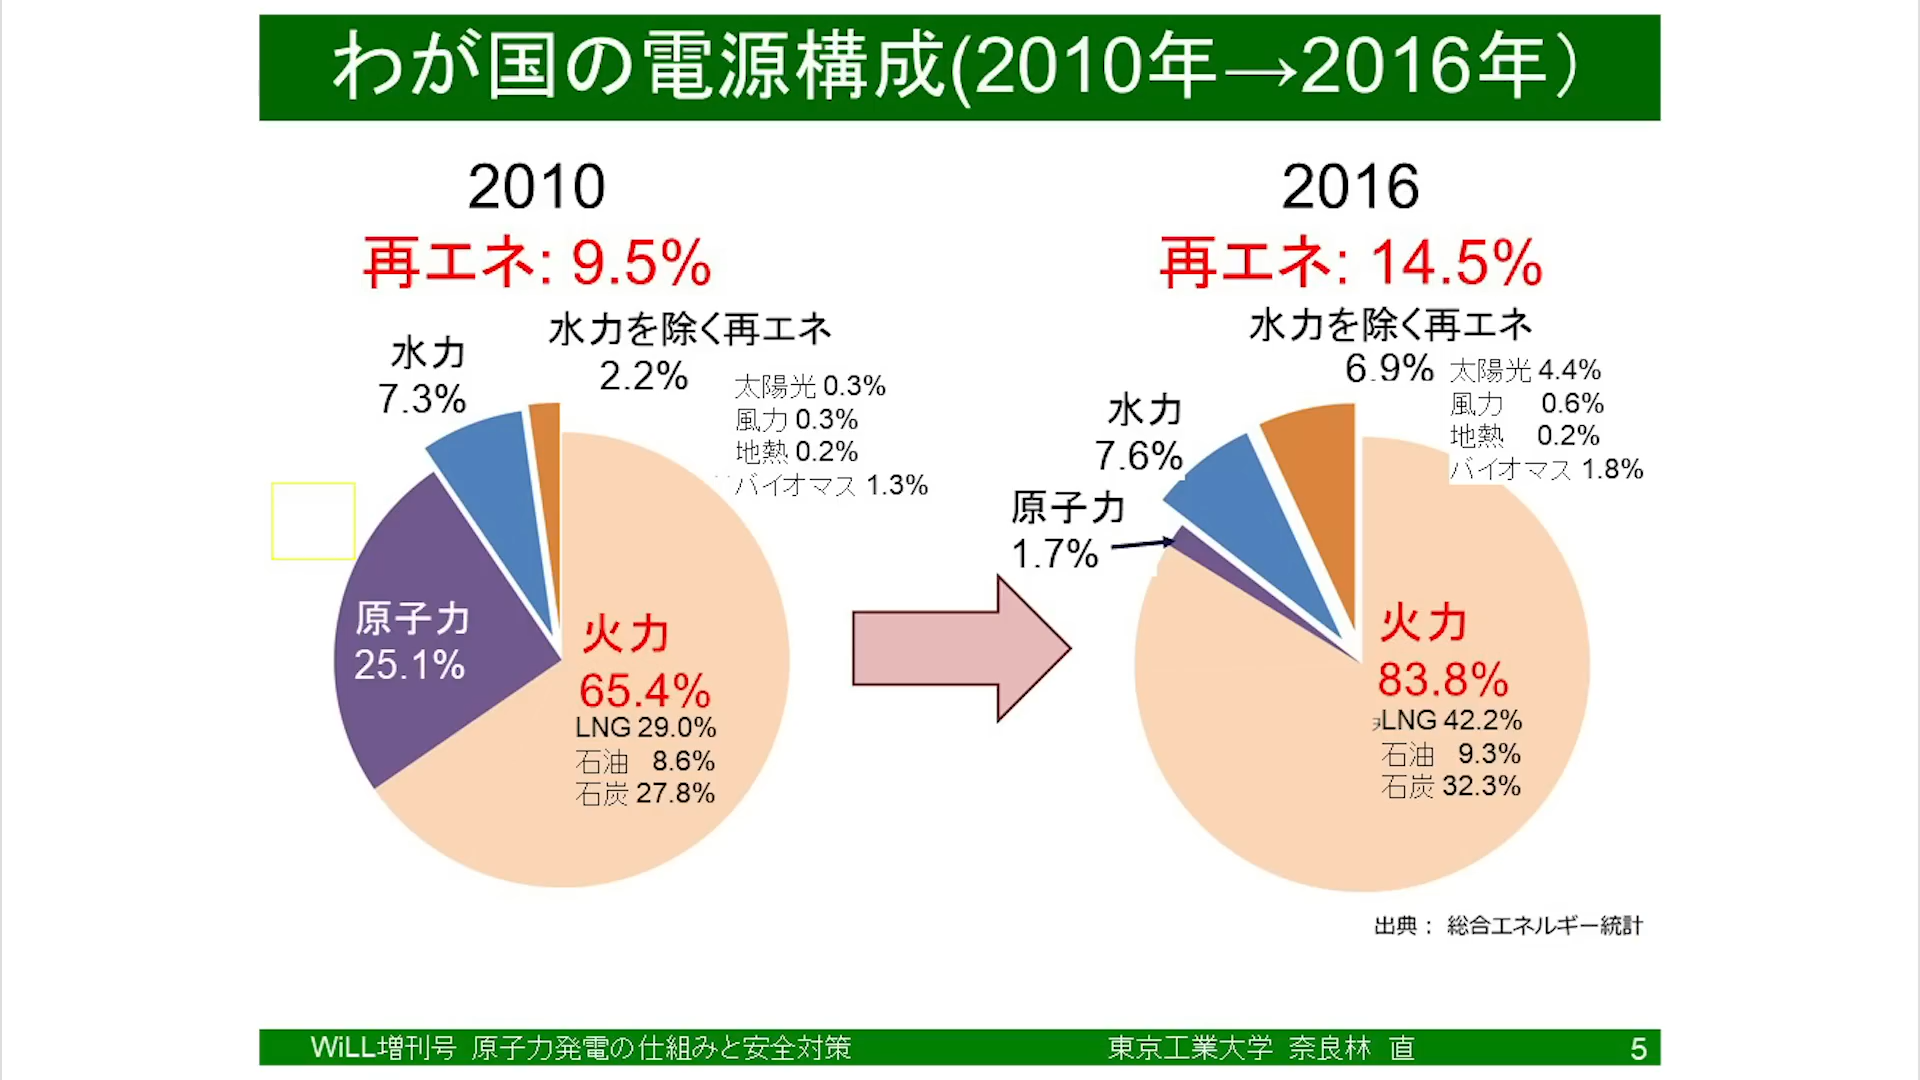 わが国の電源構成(2010年→2016年)
2010
再エネ: 9.5%
水力を除く再エネ
2.2%
水力
7.3%
太陽光 0.3%
風力 0.3%
地熱 0.2%
バイオマス 1.3%
原子力
25.1%
火力
65.4%
LNG 29.0%
石油 8.6%
石炭 27.8%
2016
再エネ: 14.5%
水力を除く再エネ
6.9%
太陽光 4.4%
風力 0.6%
地熱 0.2%
バイオマス 1.8%
水力
7.6%
原子力
1.7%
火力
83.8%
LNG 42.2%
石油 9.3%
石炭 32.3%
出典： 総合エネルギー統計
WiLL増刊号 原子力発電の仕組みと安全対策
東京工業大学 奈良林 直
5